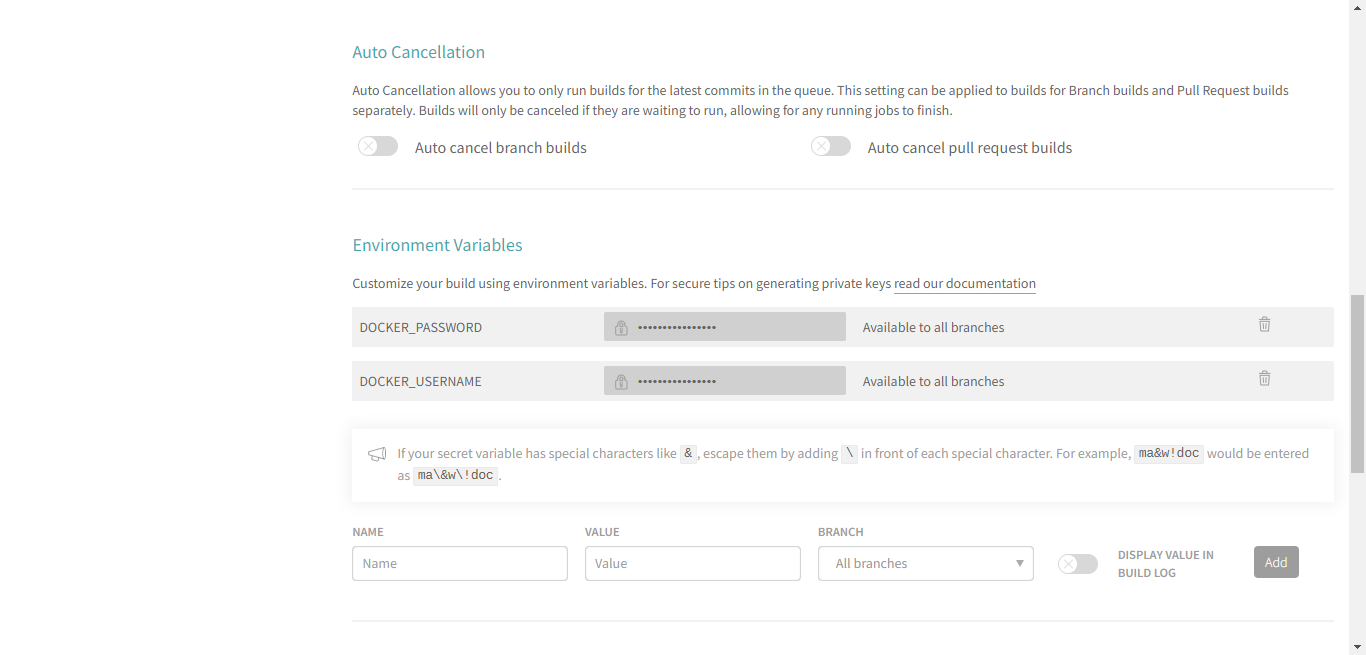 Auto Cancellation
Auto Cancellation allows you to only run builds for the latest commits in the queue. This setting can be applied to builds for Branch builds and Pull Request builds
separately. Builds will only be canceled if they are waiting to run, allowing for any running jobs to finish.
Auto cancel branch builds
Auto cancel pull request builds
Environment Variables
Customize your build using environment variables. For secure tips on generating private keys read our documentation
DOCKER_PASSWORD •••••••••••••••• Available to all branches
DOCKER_USERNAME •••••••••••••••• Available to all branches
If your secret variable has special characters like & , escape them by adding \ in front of each special character. For example, ma&w!doc would be entered
as ma\&w\!doc .
NAME VALUE BRANCH
Name Value All branches
DISPLAY VALUE IN
BUILD LOG
Add